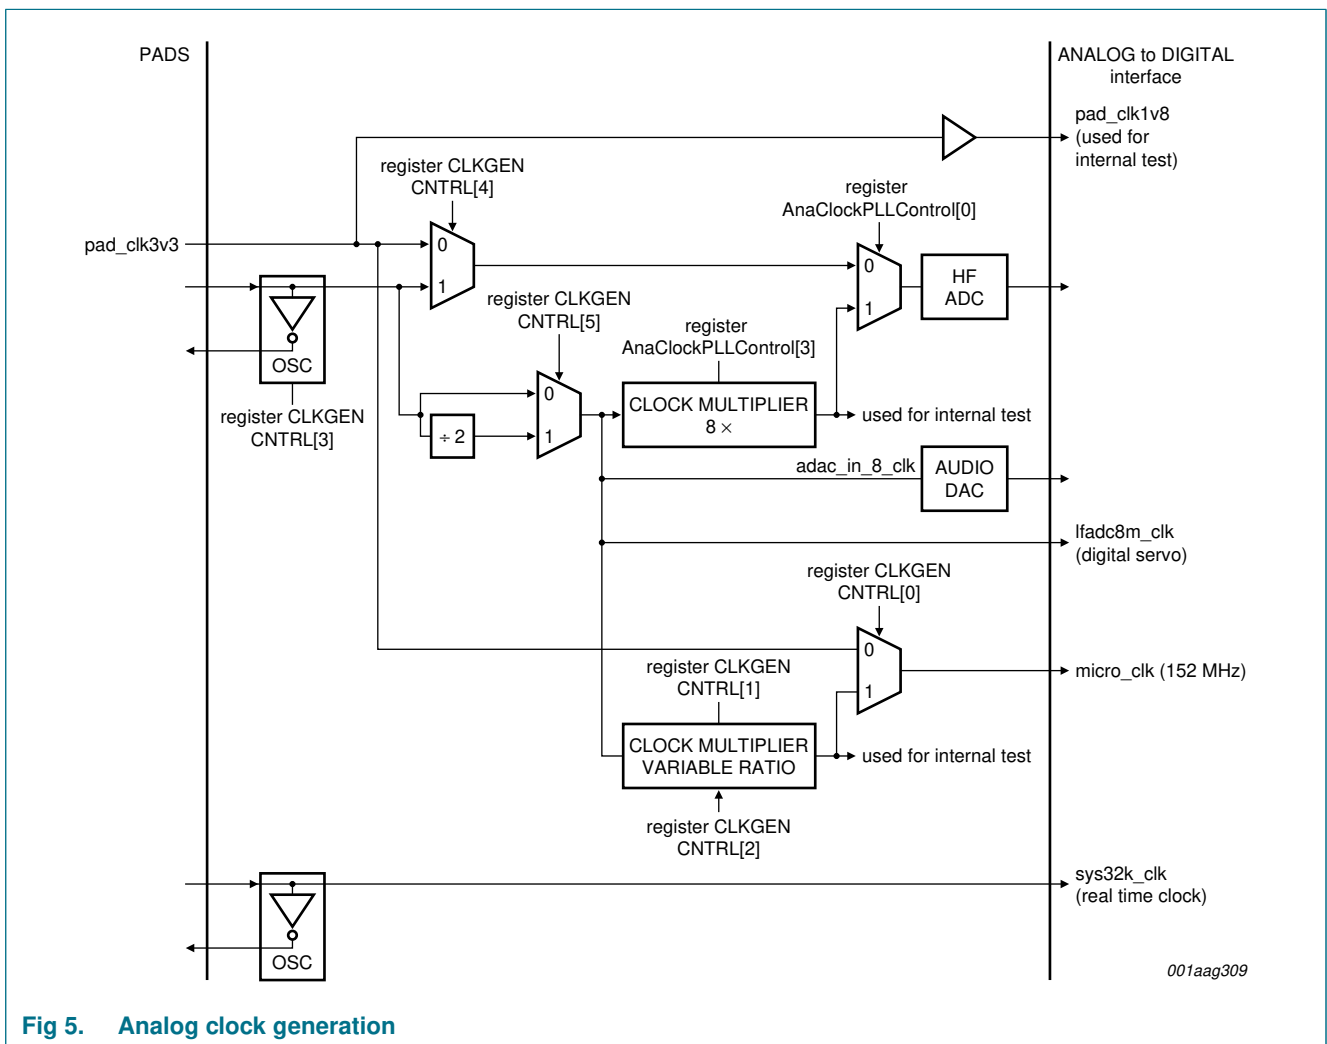 PADS
ANALOG to DIGITAL
interface
pad_clk1v8
(used for
internal test)
register CLKGEN
CNTRL[4]
register
AnaClockPLLControl[0]
pad_clk3v3
0
1
0
1
HF
ADC
OSC
register CLKGEN
CNTRL[3]
register CLKGEN
CNTRL[5]
register
AnaClockPLLControl[3]
0
1
÷ 2
CLOCK MULTIPLIER
8 ×
used for internal test
adac_in_8_clk
AUDIO
DAC
lfadc8m_clk
(digital servo)
register CLKGEN
CNTRL[0]
0
1
micro_clk (152 MHz)
register CLKGEN
CNTRL[1]
CLOCK MULTIPLIER
VARIABLE RATIO
used for internal test
register CLKGEN
CNTRL[2]
sys32k_clk
(real time clock)
OSC
001aag309
Fig 5. Analog clock generation